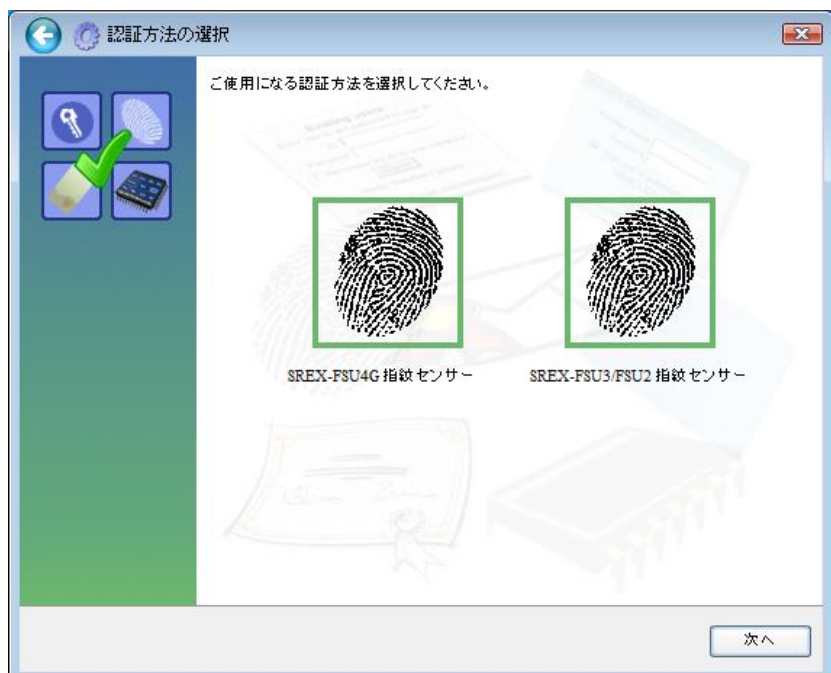 認証方法の選択
ご使用になる認証方法を選択してください。
SREX-FSU4G 指紋センサー
SREX-FSU3/FSU2 指紋センサー
次へ